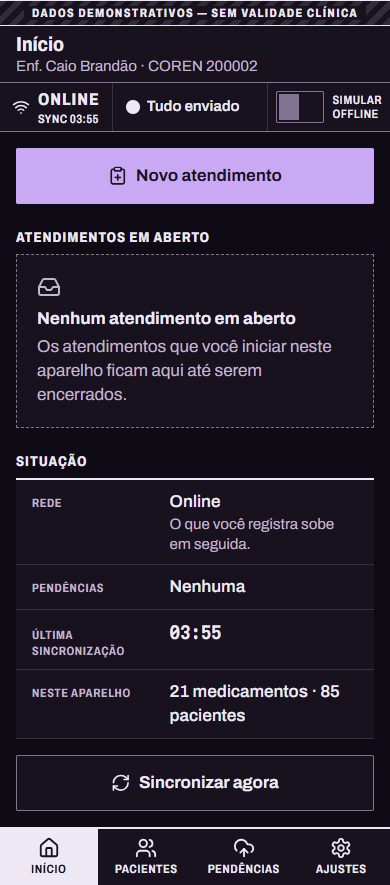 DADOS DEMONSTRATIVOS — SEM VALIDADE CLÍNICA
Início
Enf. Caio Brandão · COREN 200002
ONLINE
SYNC 03:55
Tudo enviado
SIMULAR
OFFLINE
Novo atendimento
ATENDIMENTOS EM ABERTO
Nenhum atendimento em aberto
Os atendimentos que você iniciar neste
aparelho ficam aqui até serem
encerrados.
SITUAÇÃO
REDE
Online
O que você registra sobe
em seguida.
PENDÊNCIAS
Nenhuma
ÚLTIMA
SINCRONIZAÇÃO
03:55
NESTE APARELHO
21 medicamentos · 85
pacientes
Sincronizar agora
INÍCIO
PACIENTES
PENDÊNCIAS
AJUSTES